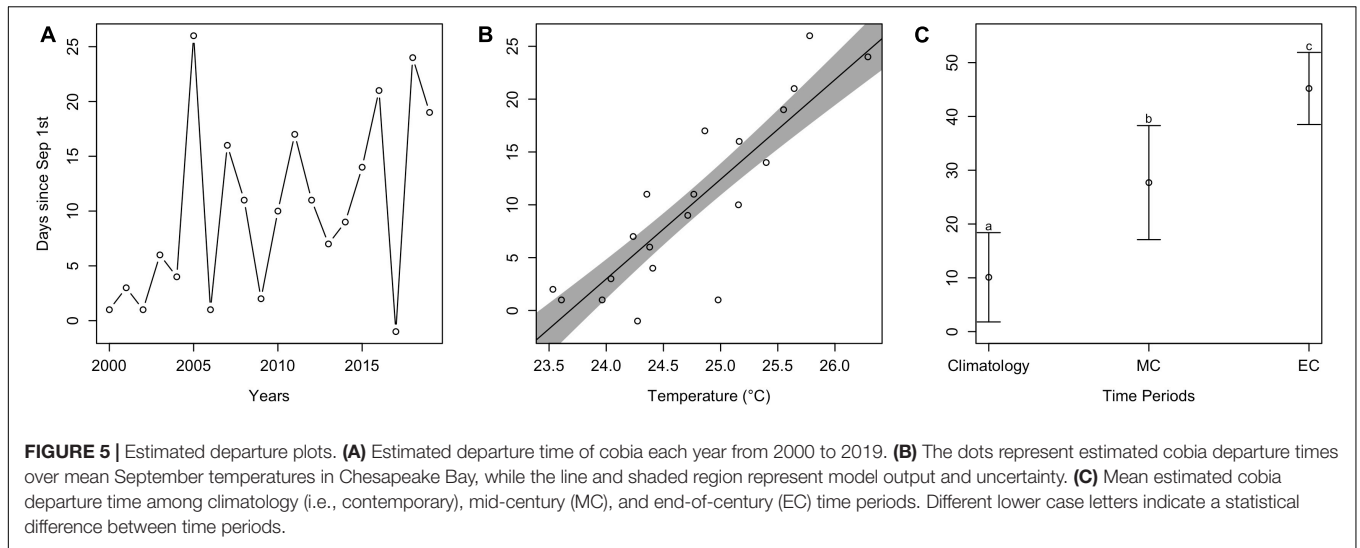 A
B
C
Days since Sep 1st
25
20
15
10
5
0
2000
2005
2010
2015
Years
25
20
15
10
5
0
23.5
24.0
24.5
25.0
25.5
26.0
Temperature (°C)
50
40
30
20
10
0
a
b
c
Climatology
MC
EC
Time Periods
FIGURE 5 | Estimated departure plots. (A) Estimated departure time of cobia each year from 2000 to 2019. (B) The dots represent estimated cobia departure times
over mean September temperatures in Chesapeake Bay, while the line and shaded region represent model output and uncertainty. (C) Mean estimated cobia
departure time among climatology (i.e., contemporary), mid-century (MC), and end-of-century (EC) time periods. Different lower case letters indicate a statistical
difference between time periods.